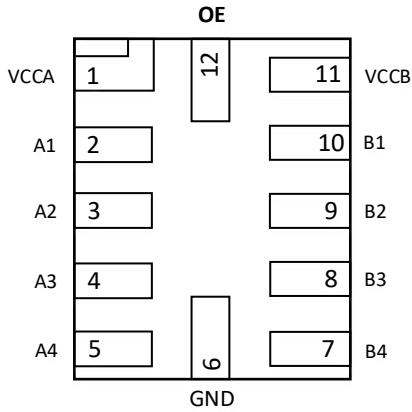 OE
VCCA 1 12 11 VCCB
A1 2 10 B1
A2 3 9 B2
A3 4 8 B3
A4 5 6 7 B4
GND